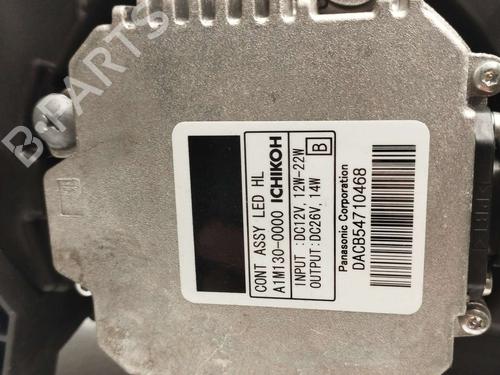 B PARTS
CONT ASSY LED HL
A1M130-0000 ICHIKOH
INPUT :DC12V, 12W-22W
OUTPUT:DC26V, 14W
B
Panasonic Corporation
DACB54710468